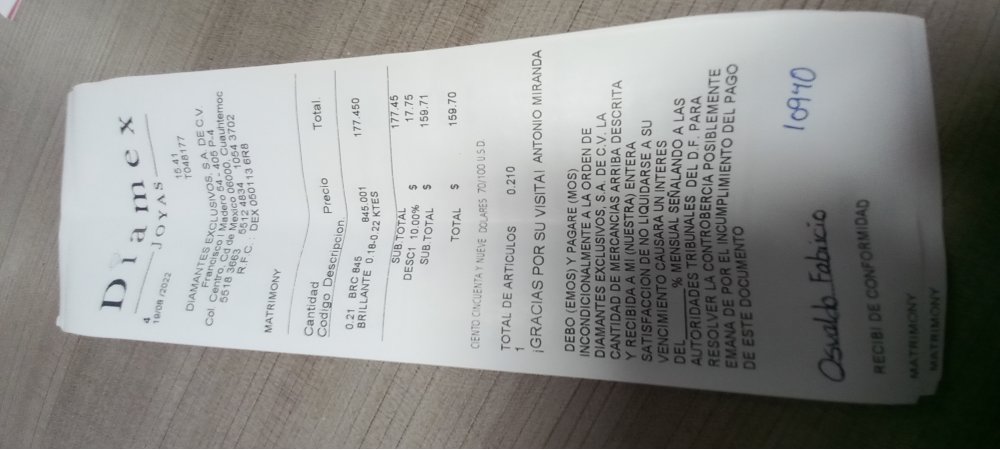 Diamex
JOYAS
4
19/08 /2022 15:41
T048177
DIAMANTES EXCLUSIVOS, S.A. DE C.V.
Francisco I Madero 54 - 405 P-4
Col. Centro, Cd de Mexico 06000, Cuauhtemoc
5518 3663 5512 4834 1054 3702
R.F.C. DEX 050113 6R8
MATRIMONY
Cantidad
Codigo Descripcion Precio Total
0.21 BRC 845 845.001 177.450
BRILLANTE 0.18-0.22 KTES
SUB.TOTAL 177.45
DESC1 10.00% $ 17.75
SUB.TOTAL $ 159.71
TOTAL $ 159.70
CIENTO CINCUENTA Y NUEVE DOLARES 70/100 U.S.D.
TOTAL DE ARTICULOS 0.210
1
¡GRACIAS POR SU VISITA! ANTONIO MIRANDA
DEBO (EMOS) Y PAGARE (MOS)
INCONDICIONALMENTE A LA ORDEN DE
DIAMANTES EXCLUSIVOS, S.A. DE C.V. LA
CANTIDAD DE MERCANCIAS ARRIBA DESCRITA
Y RECIBIDA A MI (NUESTRA) ENTERA
SATISFACCION DE NO LIQUIDARSE A SU
VENCIMIENTO CAUSARA UN INTERES
DEL______% MENSUAL SEÑALANDO A LAS
AUTORIDADES TRIBUNALES DEL D.F. PARA
RESOLVER LA CONTROBERCIA POSIBLEMENTE
EMANA DE POR EL INCUMPLIMIENTO DEL PAGO
DE ESTE DOCUMENTO
Osvaldo Fabricio 10940
RECIBI DE CONFORMIDAD
MATRIMONY
MATRIMONY